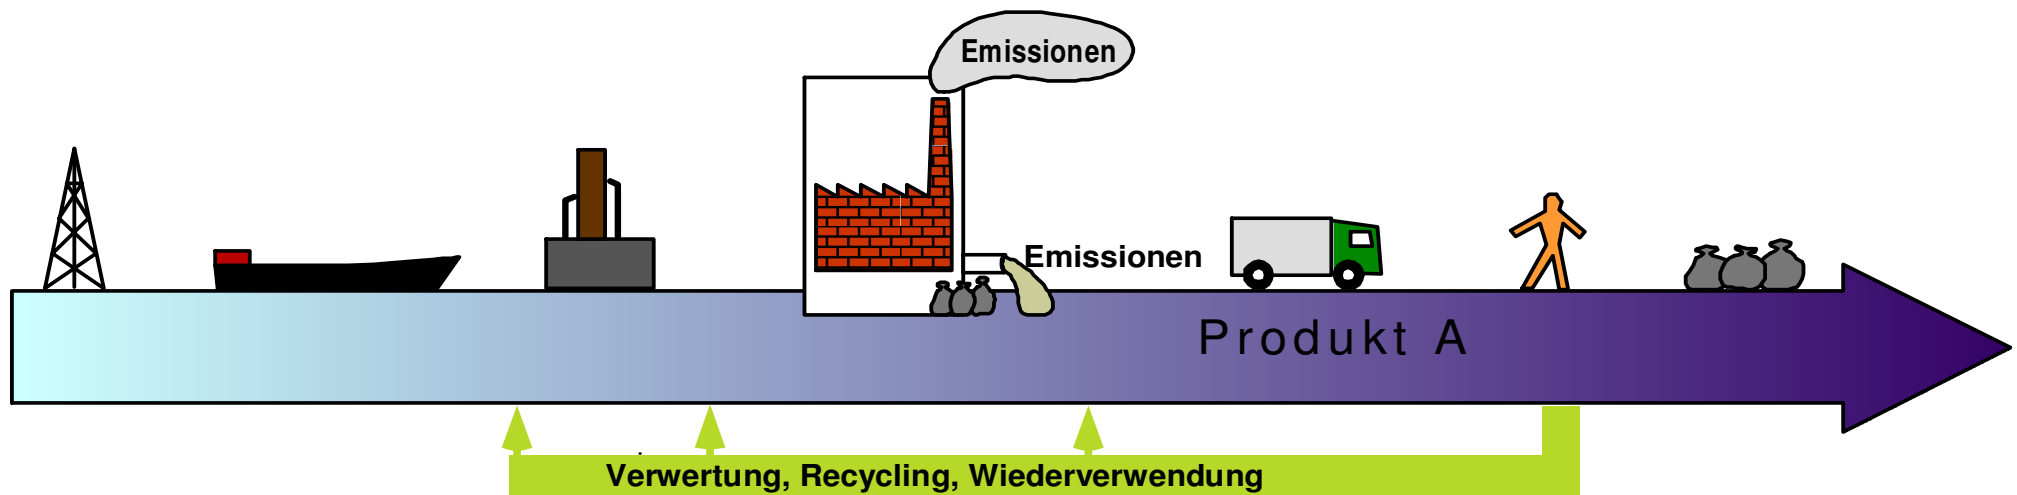 Emissionen
Emissionen
Produkt A
Verwertung, Recycling, Wiederverwendung